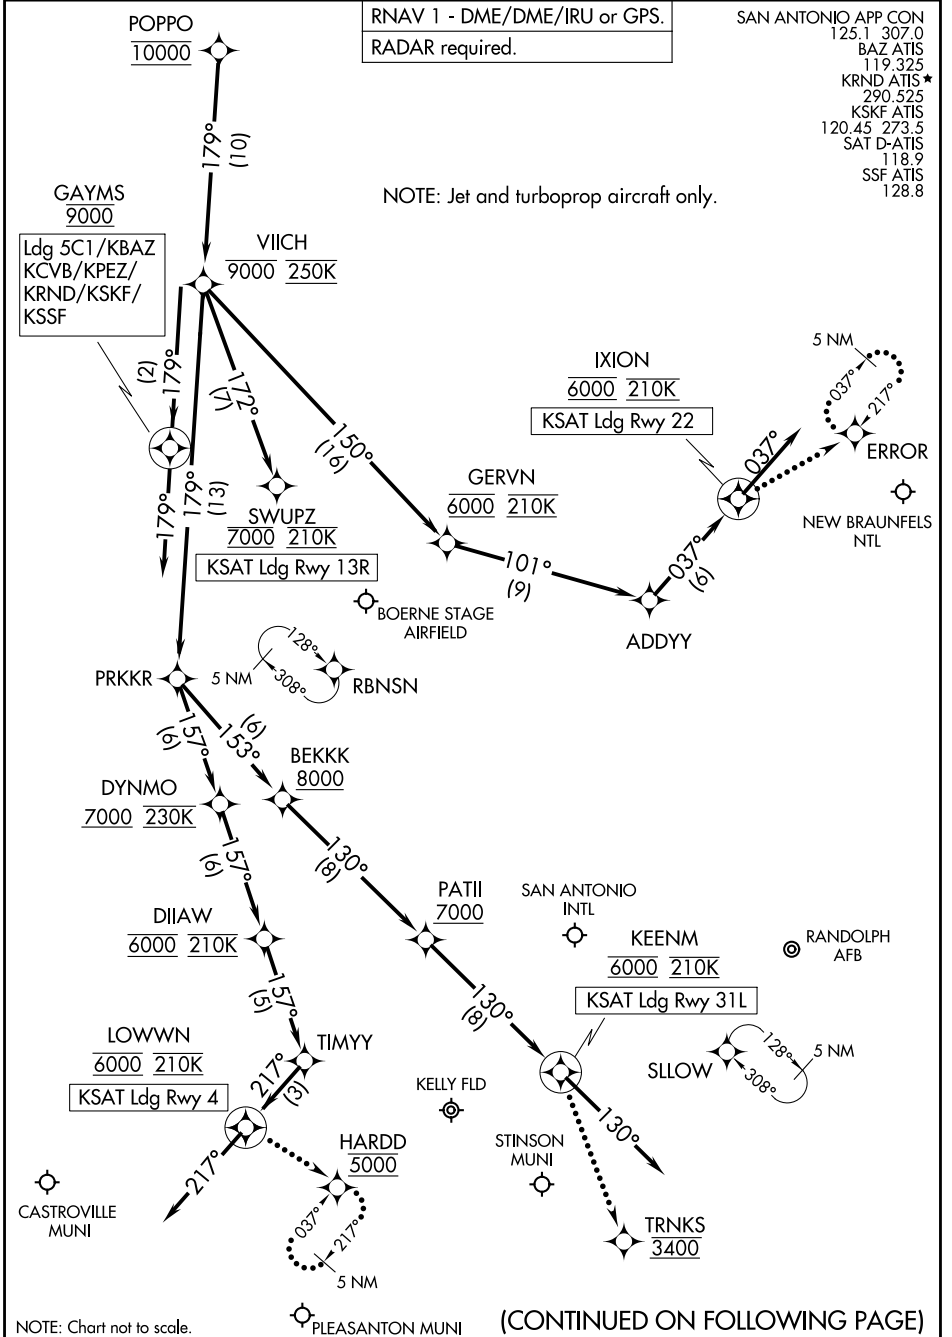 RNAV 1 - DME/DME/IRU or GPS.
RADAR required.
SAN ANTONIO APP CON
125.1 307.0
BAZ ATIS
119.325
KRND ATIS★
290.525
KSKF ATIS
120.45 273.5
SAT D-ATIS
118.9
SSF ATIS
128.8
POPPO
10000
179°
(10)
NOTE: Jet and turboprop aircraft only.
GAYMS
9000
Ldg 5C1/KBAZ
KCVB/KPEZ/
KRND/KSKF/
KSSF
VIICH
9000 250K
(2)
179°
179°
179°
(13)
172°
(7)
150°
(16)
SWUPZ
7000 210K
KSAT Ldg Rwy 13R
GERVN
6000 210K
101°
(9)
IXION
6000 210K
KSAT Ldg Rwy 22
037°
5 NM
037°
217°
ERROR
NEW BRAUNFELS
NTL
037°
(6)
ADDYY
BOERNE STAGE
AIRFIELD
PRKKR
5 NM
128°
308°
RBNSN
157°
(6)
(6)
153°
DYNMO
7000 230K
BEKKK
8000
157°
(6)
130°
(8)
DIIAW
6000 210K
PATII
7000
SAN ANTONIO
INTL
RANDOLPH
AFB
157°
(5)
130°
(8)
KEENM
6000 210K
KSAT Ldg Rwy 31L
LOWWN
6000 210K
KSAT Ldg Rwy 4
TIMYY
217°
(3)
217°
KELLY FLD
SLLOW
128°
308°
5 NM
130°
STINSON
MUNI
HARDD
5000
037°
217°
5 NM
CASTROVILLE
MUNI
TRNKS
3400
PLEASANTON MUNI
NOTE: Chart not to scale.
(CONTINUED ON FOLLOWING PAGE)